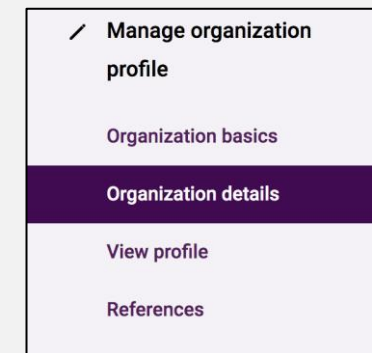 Manage organization
profile
Organization basics
Organization details
View profile
References